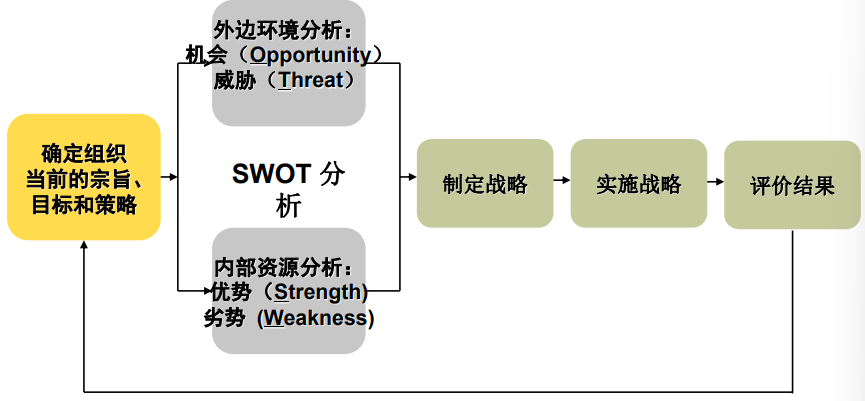 外边环境分析：
机会（Opportunity）
威胁（Threat）
确定组织
当前的宗旨、
目标和策略
SWOT 分
析
制定战略
实施战略
评价结果
内部资源分析：
优势（Strength)
劣势 (Weakness)